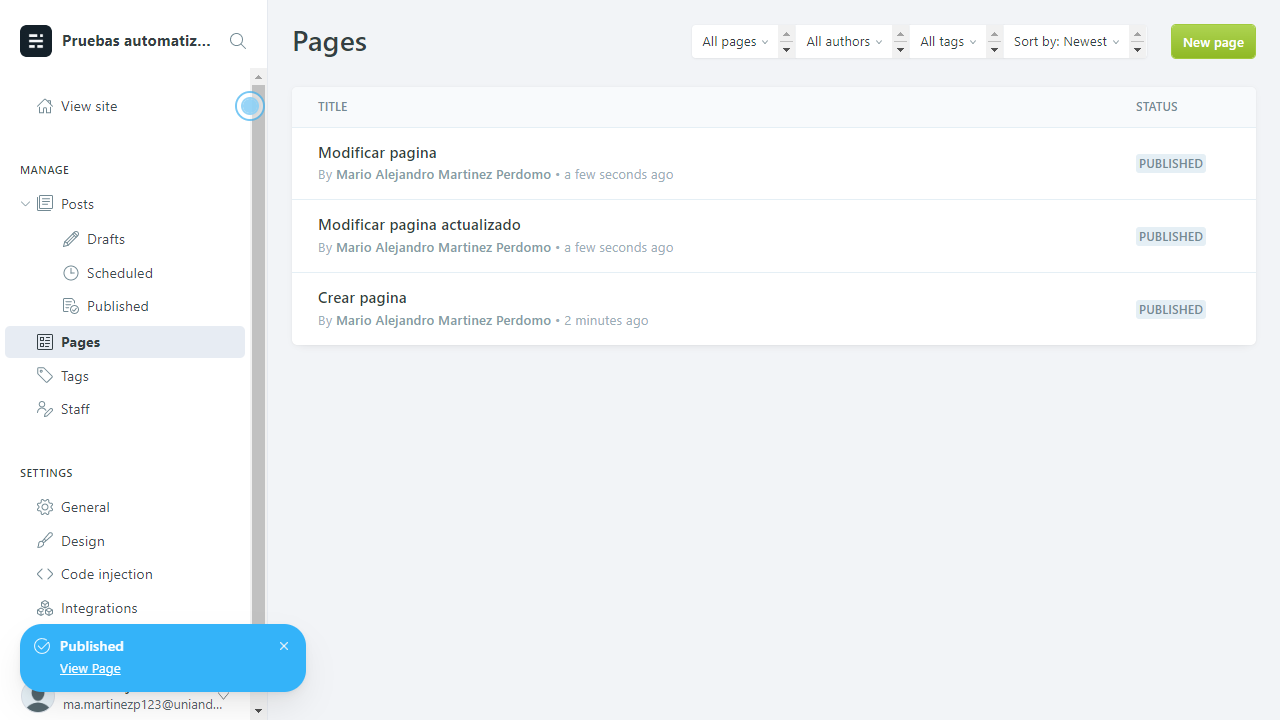 Pruebas automatiz...
View site
MANAGE
Posts
Drafts
Scheduled
Published
Pages
Tags
Staff
SETTINGS
General
Design
Code injection
Integrations
Published
View Page
ma.martinezp123@uniand...
Pages
All pages
All authors
All tags
Sort by: Newest
New page
TITLE STATUS
Modificar pagina
By Mario Alejandro Martinez Perdomo • a few seconds ago
PUBLISHED
Modificar pagina actualizado
By Mario Alejandro Martinez Perdomo • a few seconds ago
PUBLISHED
Crear pagina
By Mario Alejandro Martinez Perdomo • 2 minutes ago
PUBLISHED